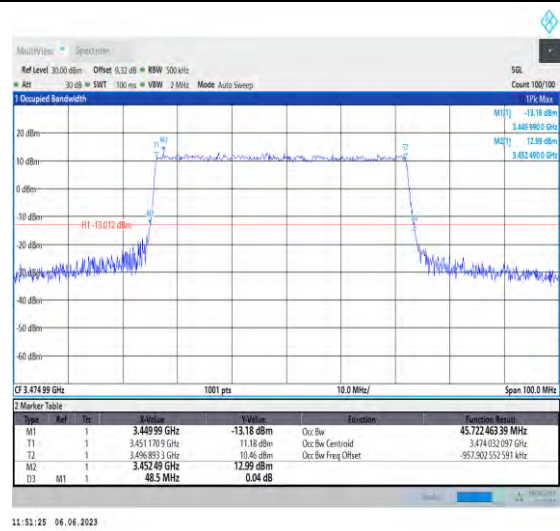 MultiView Spectrum
Ref Level 30.00 dBm Offset 9.32 dB RBW 500 kHz SGL
Att 30 dB SWT 100 ms VBW 2 MHz Mode Auto Sweep Count 100/100
1 Occupied Bandwidth 1Pk Max
M1[1] -13.18 dBm
3.449 990 0 GHz
M2[1] 12.99 dBm
3.452 490 0 GHz
20 dBm
T1 M2 T2
10 dBm
0 dBm
-10 dBm
H1 -13.012 dBm
-20 dBm
-30 dBm
-40 dBm
-50 dBm
-60 dBm
CF 3.474 99 GHz 1001 pts 10.0 MHz/ Span 100.0 MHz
2 Marker Table
Type Ref Trc X-Value Y-Value Function Function Result
M1 1 3.449 99 GHz -13.18 dBm Occ Bw 45.722 463 39 MHz
T1 1 3.451 170 9 GHz 11.18 dBm Occ Bw Centroid 3.474 032 097 GHz
T2 1 3.496 893 3 GHz 10.46 dBm Occ Bw Freq Offset -957.902 552 591 kHz
M2 1 3.452 49 GHz 12.99 dBm
D3 M1 1 48.5 MHz 0.04 dB
Ready
11:51:25 06.06.2023